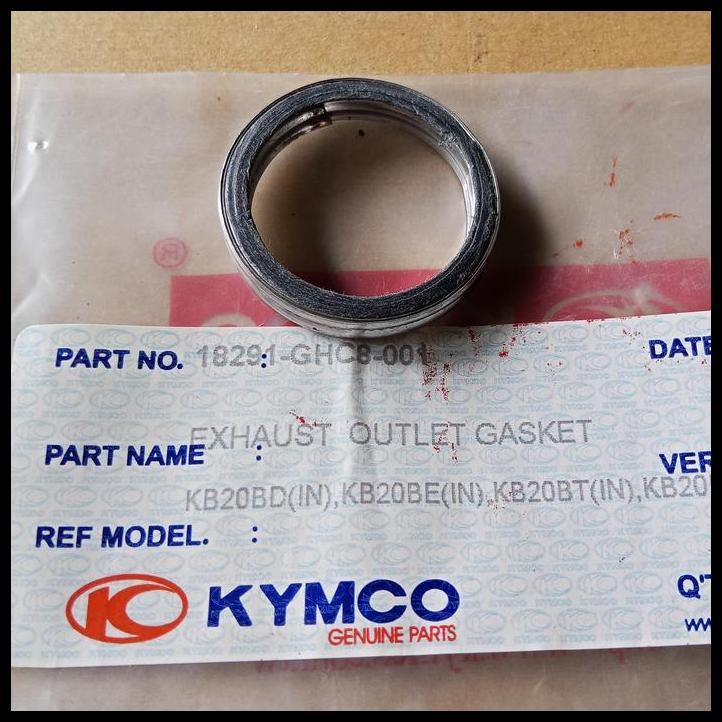 PART NO. : 18291-GHC8-001 DATE
PART NAME : EXHAUST OUTLET GASKET
VER
KB20BD(IN),KB20BE(IN),KB20BT(IN),KB20
REF MODEL. :
KYMCO
GENUINE PARTS
Q'T
ww
®